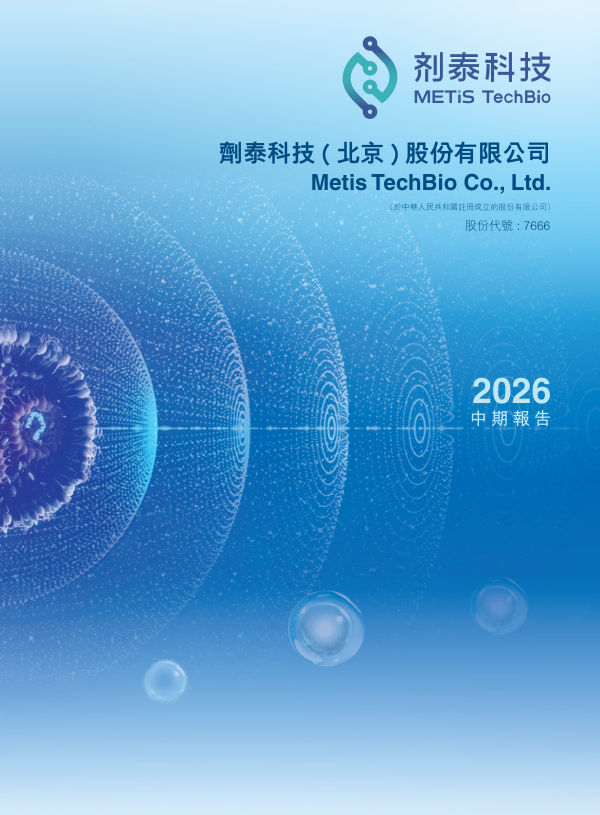 剂泰科技
METiS TechBio
劑泰科技(北京)股份有限公司
Metis TechBio Co., Ltd.
(於中華人民共和國註冊成立的股份有限公司)
股份代號 : 7666
2026
中期報告